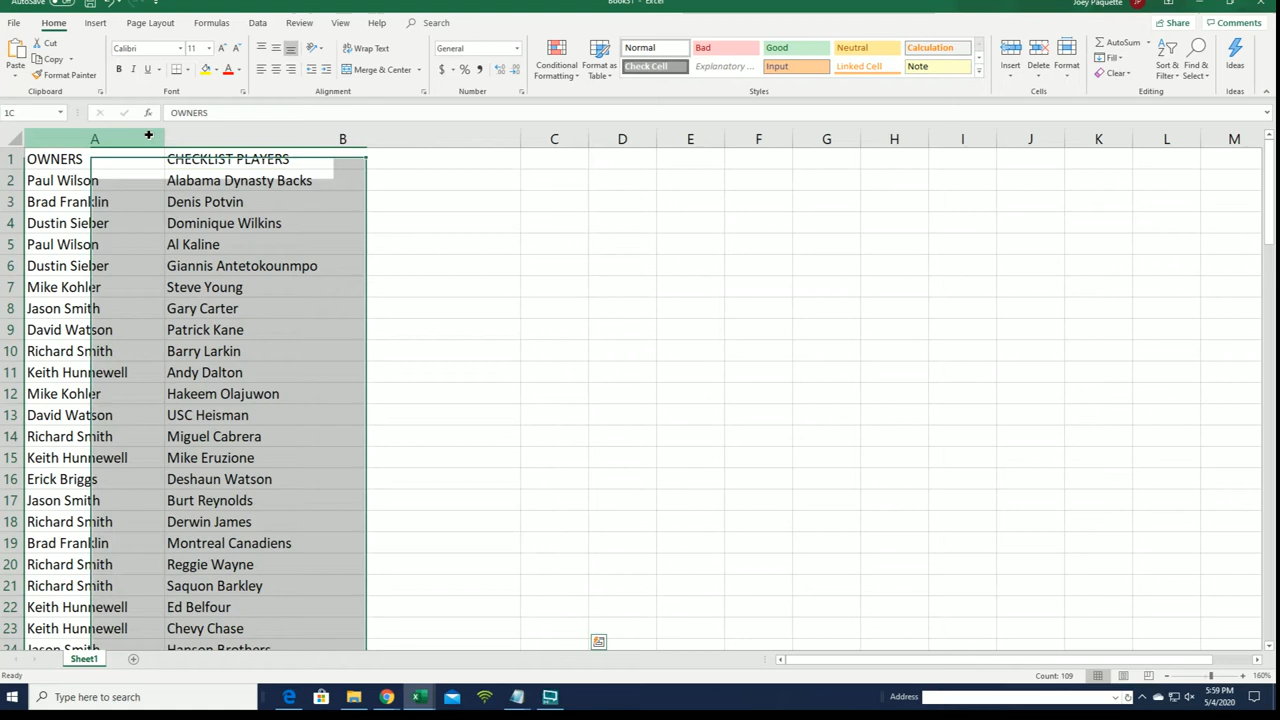 AutoSave
Book31 - Excel
Joey Paquette
JP
File Home Insert Page Layout Formulas Data Review View Help Search
Share Comments
Paste
Cut
Copy
Format Painter
Clipboard
Calibri 11
B I U
Font
Wrap Text
Merge & Center
Alignment
General
$ % ,
Number
Conditional Formatting
Format as Table
Normal Bad Good Neutral Calculation
Check Cell Explanatory ... Input Linked Cell Note
Styles
Insert Delete Format
Cells
AutoSum
Fill
Clear
Sort & Filter
Find & Select
Editing
Ideas
Ideas
1C
fx OWNERS
A B C D E F G H I J K L M
1 OWNERS CHECKLIST PLAYERS
2 Paul Wilson Alabama Dynasty Backs
3 Brad Franklin Denis Potvin
4 Dustin Sieber Dominique Wilkins
5 Paul Wilson Al Kaline
6 Dustin Sieber Giannis Antetokounmpo
7 Mike Kohler Steve Young
8 Jason Smith Gary Carter
9 David Watson Patrick Kane
10 Richard Smith Barry Larkin
11 Keith Hunnewell Andy Dalton
12 Mike Kohler Hakeem Olajuwon
13 David Watson USC Heisman
14 Richard Smith Miguel Cabrera
15 Keith Hunnewell Mike Eruzione
16 Erick Briggs Deshaun Watson
17 Jason Smith Burt Reynolds
18 Richard Smith Derwin James
19 Brad Franklin Montreal Canadiens
20 Richard Smith Reggie Wayne
21 Richard Smith Saquon Barkley
22 Keith Hunnewell Ed Belfour
23 Keith Hunnewell Chevy Chase
24 Jason Smith Hanson Brothers
Sheet1
Ready
Count: 109
160%
Type here to search
Address
5:59 PM
5/4/2020